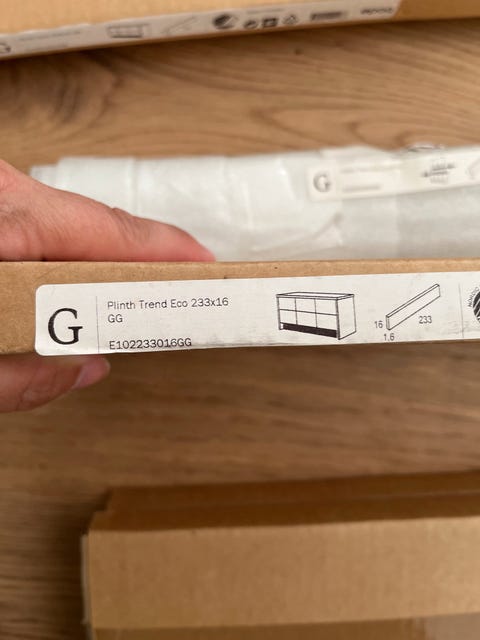 G
G
G
Plinth Trend Eco 233x16
GG
E102233016GG
16
233
1,6